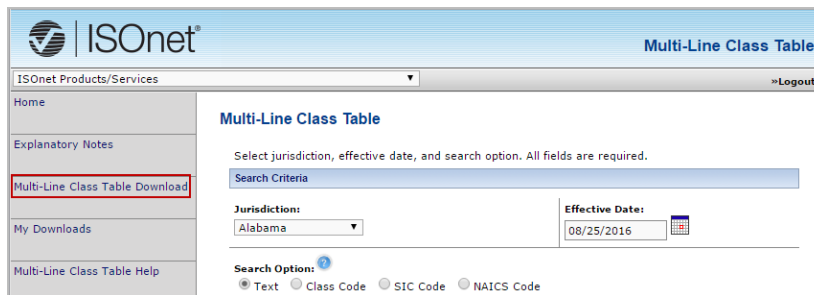 ISOnet®
Multi-Line Class Table
ISOnet Products/Services
»Logout
Home
Explanatory Notes
Multi-Line Class Table Download
My Downloads
Multi-Line Class Table Help
Multi-Line Class Table
Select jurisdiction, effective date, and search option. All fields are required.
Search Criteria
Jurisdiction:
Effective Date:
Alabama
08/25/2016
Search Option: ?
Text Class Code SIC Code NAICS Code